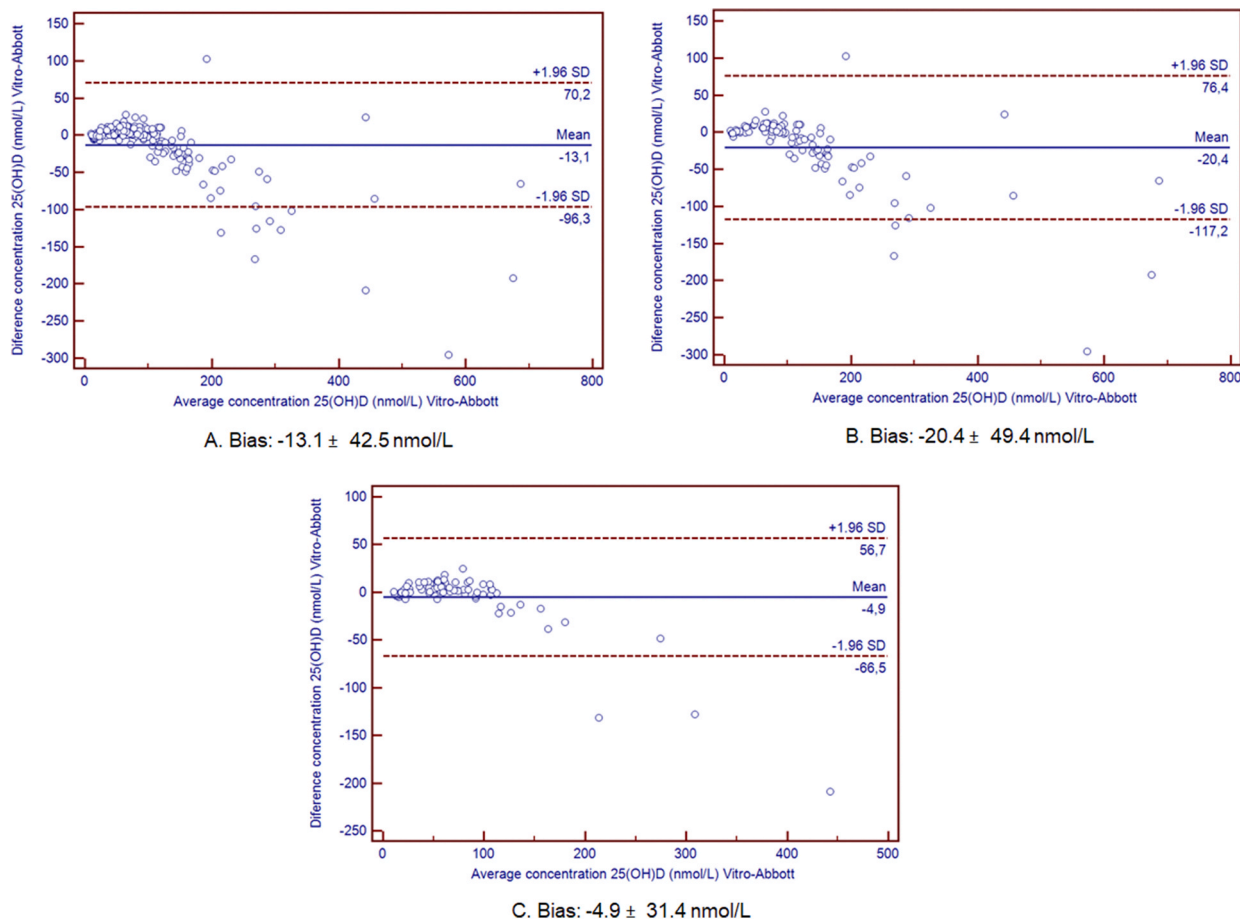 150
100
+1.96 SD
50
70,2
0
Mean
-13,1
-50
-1.96 SD
-100
-96,3
-150
-200
-250
-300
0 200 400 600 800
Diference concentration 25(OH)D (nmol/L) Vitro-Abbott
Average concentration 25(OH)D (nmol/L) Vitro-Abbott
A. Bias: -13.1 ± 42.5 nmol/L
150
100
+1.96 SD
50
76,4
0
Mean
-20,4
-50
-1.96 SD
-100
-117,2
-150
-200
-250
-300
0 200 400 600 800
Diference concentration 25(OH)D (nmol/L) Vitro-Abbott
Average concentration 25(OH)D (nmol/L) Vitro-Abbott
B. Bias: -20.4 ± 49.4 nmol/L
100
+1.96 SD
50
56,7
Mean
0
-4,9
-50
-1.96 SD
-66,5
-100
-150
-200
-250
0 100 200 300 400 500
Diference concentration 25(OH)D (nmol/L) Vitro-Abbott
Average concentration 25(OH)D (nmol/L) Vitro-Abbott
C. Bias: -4.9 ± 31.4 nmol/L